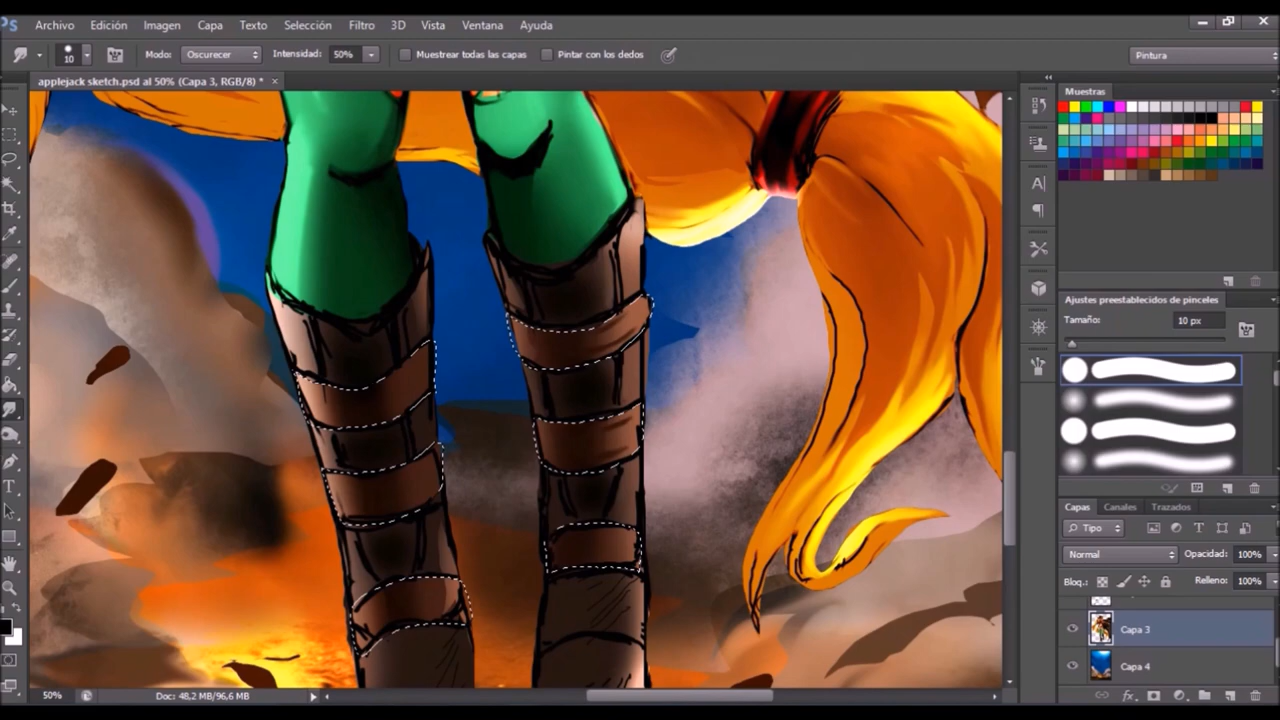 Ps Archivo Edición Imagen Capa Texto Selección Filtro 3D Vista Ventana Ayuda
10 Modo: Oscurecer Intensidad: 50% Muestrear todas las capas Pintar con los dedos Pintura
applejack sketch.psd al 50% (Capa 3, RGB/8) * ×
Muestras
Ajustes preestablecidos de pinceles
Tamaño: 10 px
Capas Canales Trazados
Tipo
Normal Opacidad: 100%
Bloq.: Relleno: 100%
Capa 3
Capa 4
50% Doc: 48,2 MB/96,6 MB